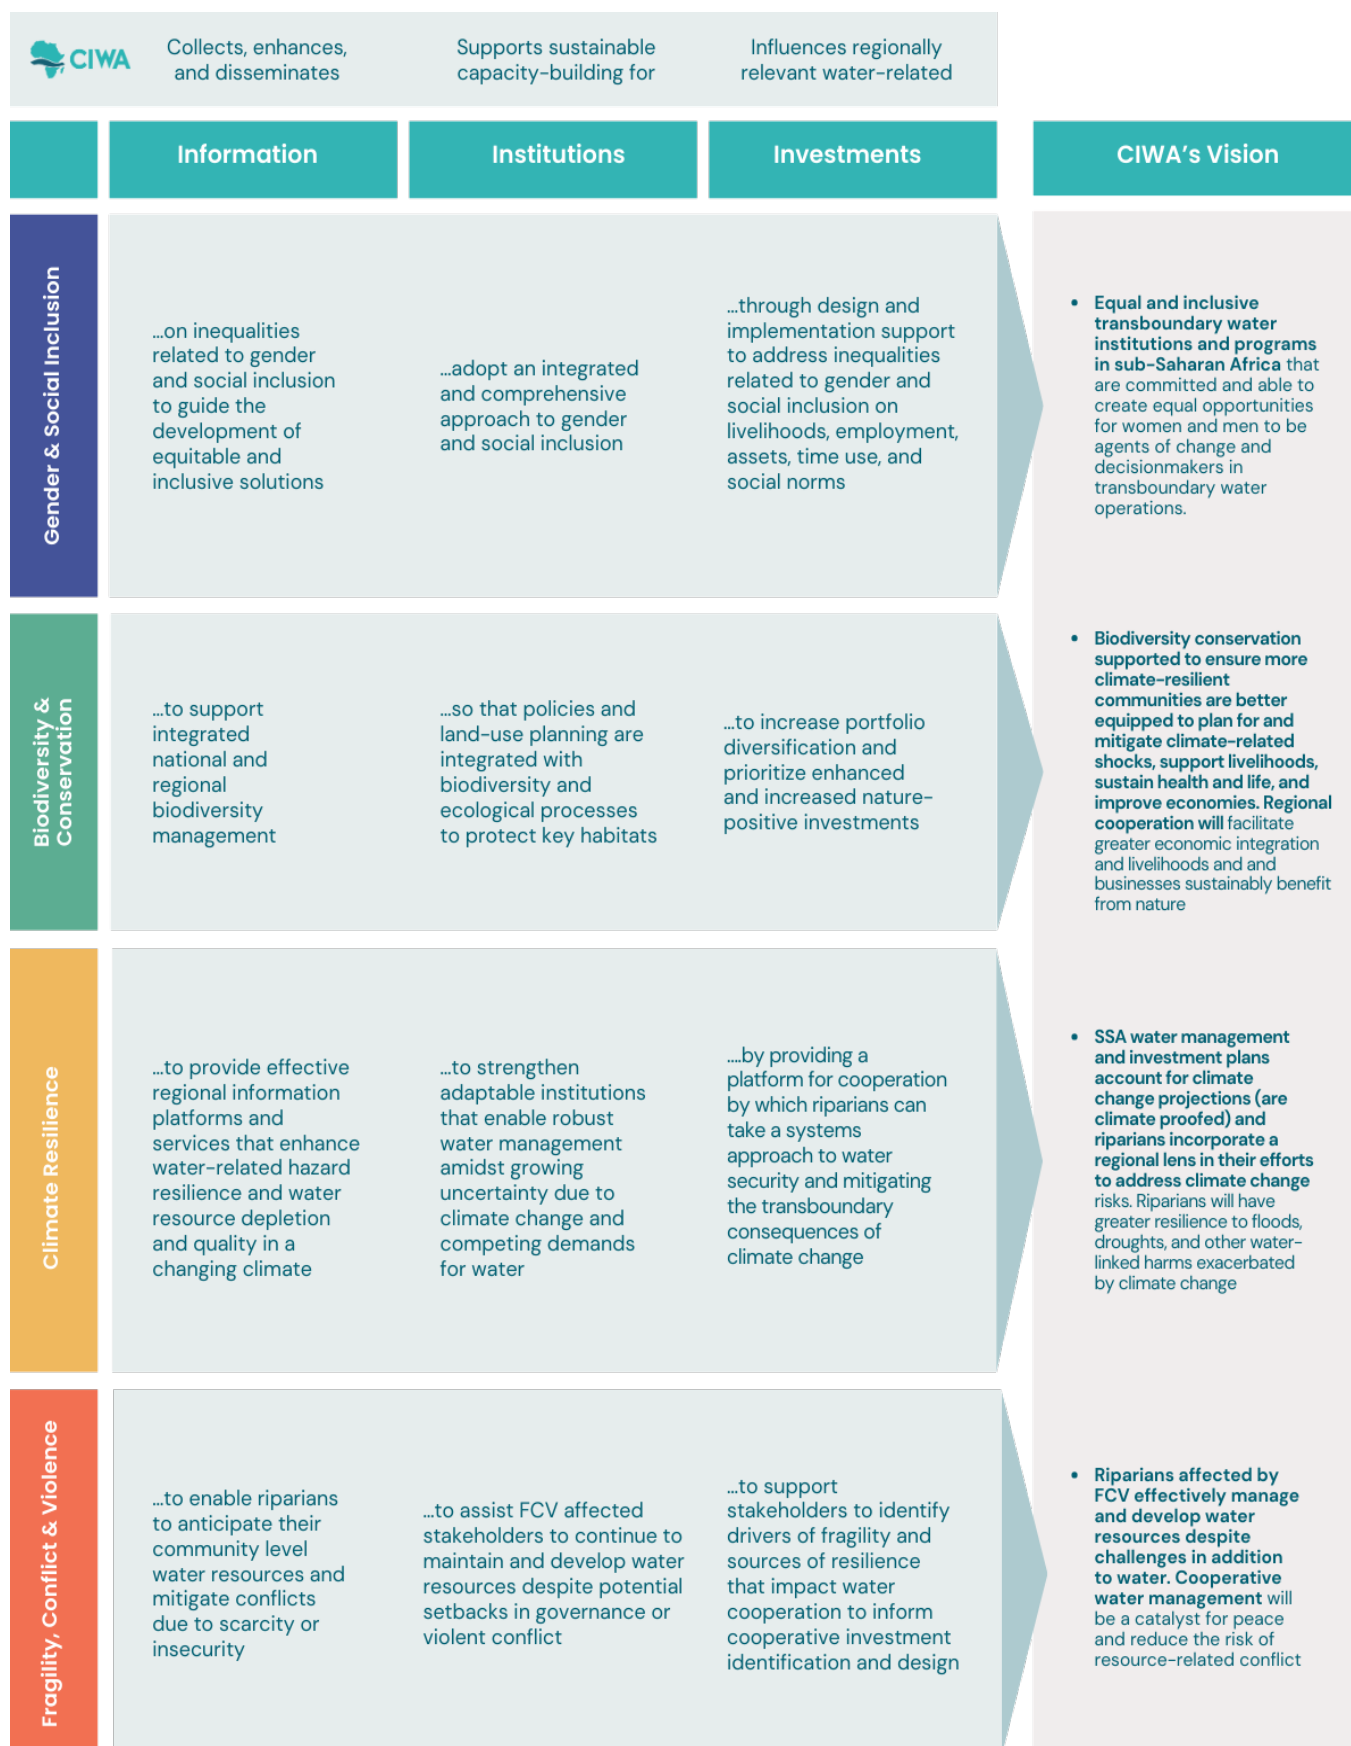 CIWA
Collects, enhances,
and disseminates
Supports sustainable
capacity-building for
Influences regionally
relevant water-related
Information
Institutions
Investments
CIWA's Vision
Gender & Social Inclusion
...on inequalities
related to gender
and social inclusion
to guide the
development of
equitable and
inclusive solutions
...adopt an integrated
and comprehensive
approach to gender
and social inclusion
...through design and
implementation support
to address inequalities
related to gender and
social inclusion on
livelihoods, employment,
assets, time use, and
social norms
• Equal and inclusive
transboundary water
institutions and programs
in sub-Saharan Africa that
are committed and able to
create equal opportunities
for women and men to be
agents of change and
decisionmakers in
transboundary water
operations.
Biodiversity &
Conservation
...to support
integrated
national and
regional
biodiversity
management
...so that policies and
land-use planning are
integrated with
biodiversity and
ecological processes
to protect key habitats
...to increase portfolio
diversification and
prioritize enhanced
and increased nature-
positive investments
• Biodiversity conservation
supported to ensure more
climate-resilient
communities are better
equipped to plan for and
mitigate climate-related
shocks, support livelihoods,
sustain health and life, and
improve economies. Regional
cooperation will facilitate
greater economic integration
and livelihoods and and
businesses sustainably benefit
from nature
Climate Resilience
...to provide effective
regional information
platforms and
services that enhance
water-related hazard
resilience and water
resource depletion
and quality in a
changing climate
...to strengthen
adaptable institutions
that enable robust
water management
amidst growing
uncertainty due to
climate change and
competing demands
for water
....by providing a
platform for cooperation
by which riparians can
take a systems
approach to water
security and mitigating
the transboundary
consequences of
climate change
• SSA water management
and investment plans
account for climate
change projections (are
climate proofed) and
riparians incorporate a
regional lens in their efforts
to address climate change
risks. Riparians will have
greater resilience to floods,
droughts, and other water-
linked harms exacerbated
by climate change
Fragility, Conflict & Violence
...to enable riparians
to anticipate their
community level
water resources and
mitigate conflicts
due to scarcity or
insecurity
...to assist FCV affected
stakeholders to continue to
maintain and develop water
resources despite potential
setbacks in governance or
violent conflict
...to support
stakeholders to identify
drivers of fragility and
sources of resilience
that impact water
cooperation to inform
cooperative investment
identification and design
• Riparians affected by
FCV effectively manage
and develop water
resources despite
challenges in addition
to water. Cooperative
water management will
be a catalyst for peace
and reduce the risk of
resource-related conflict